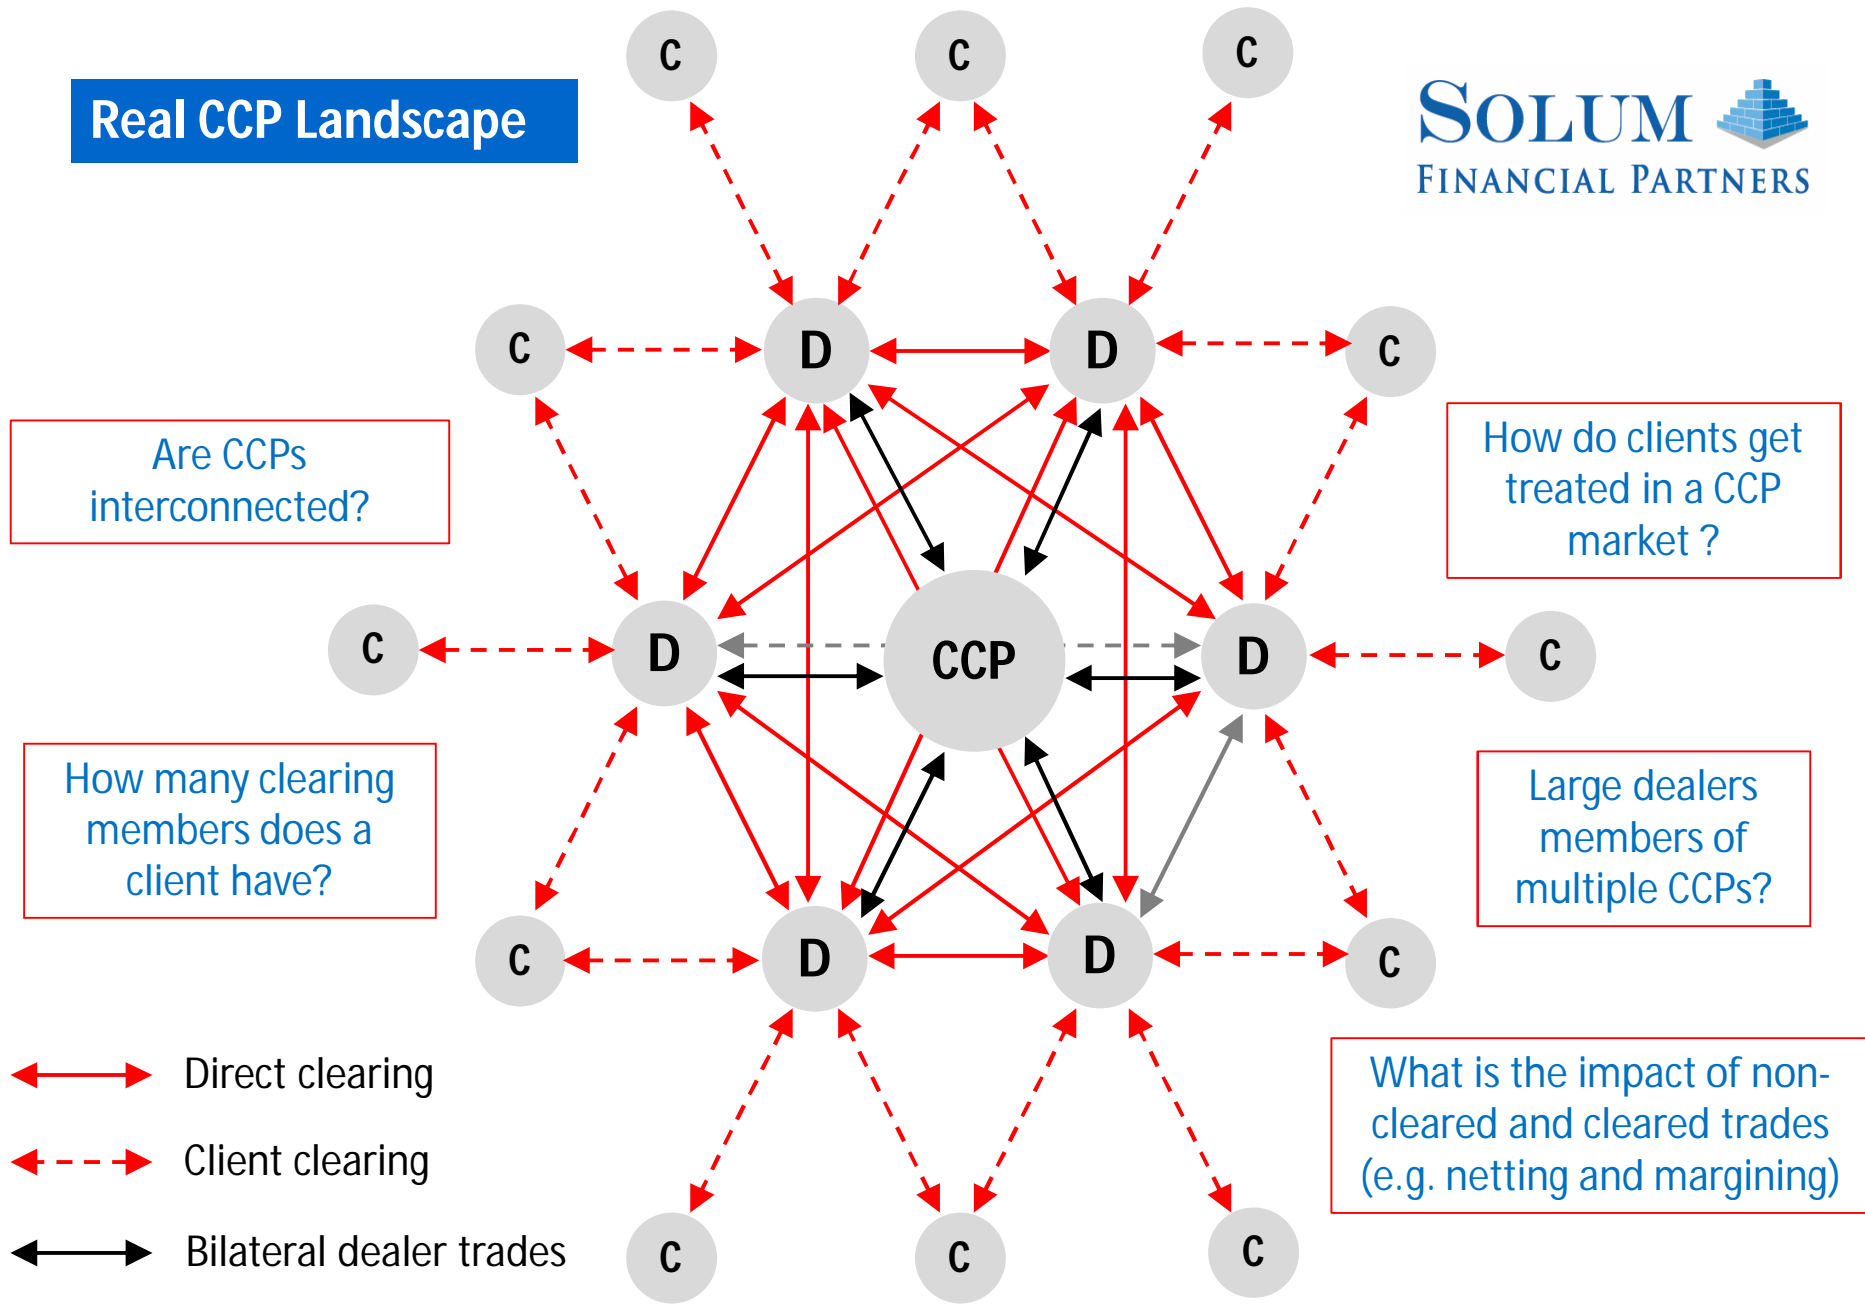 C
C
C
Real CCP Landscape
SOLUM
FINANCIAL PARTNERS
C
D
D
C
Are CCPs
interconnected?
How do clients get
treated in a CCP
market ?
C
D
CCP
D
C
How many clearing
members does a
client have?
Large dealers
members of
multiple CCPs?
C
D
D
C
Direct clearing
Client clearing
Bilateral dealer trades
What is the impact of non-
cleared and cleared trades
(e.g. netting and margining)
C
C
C